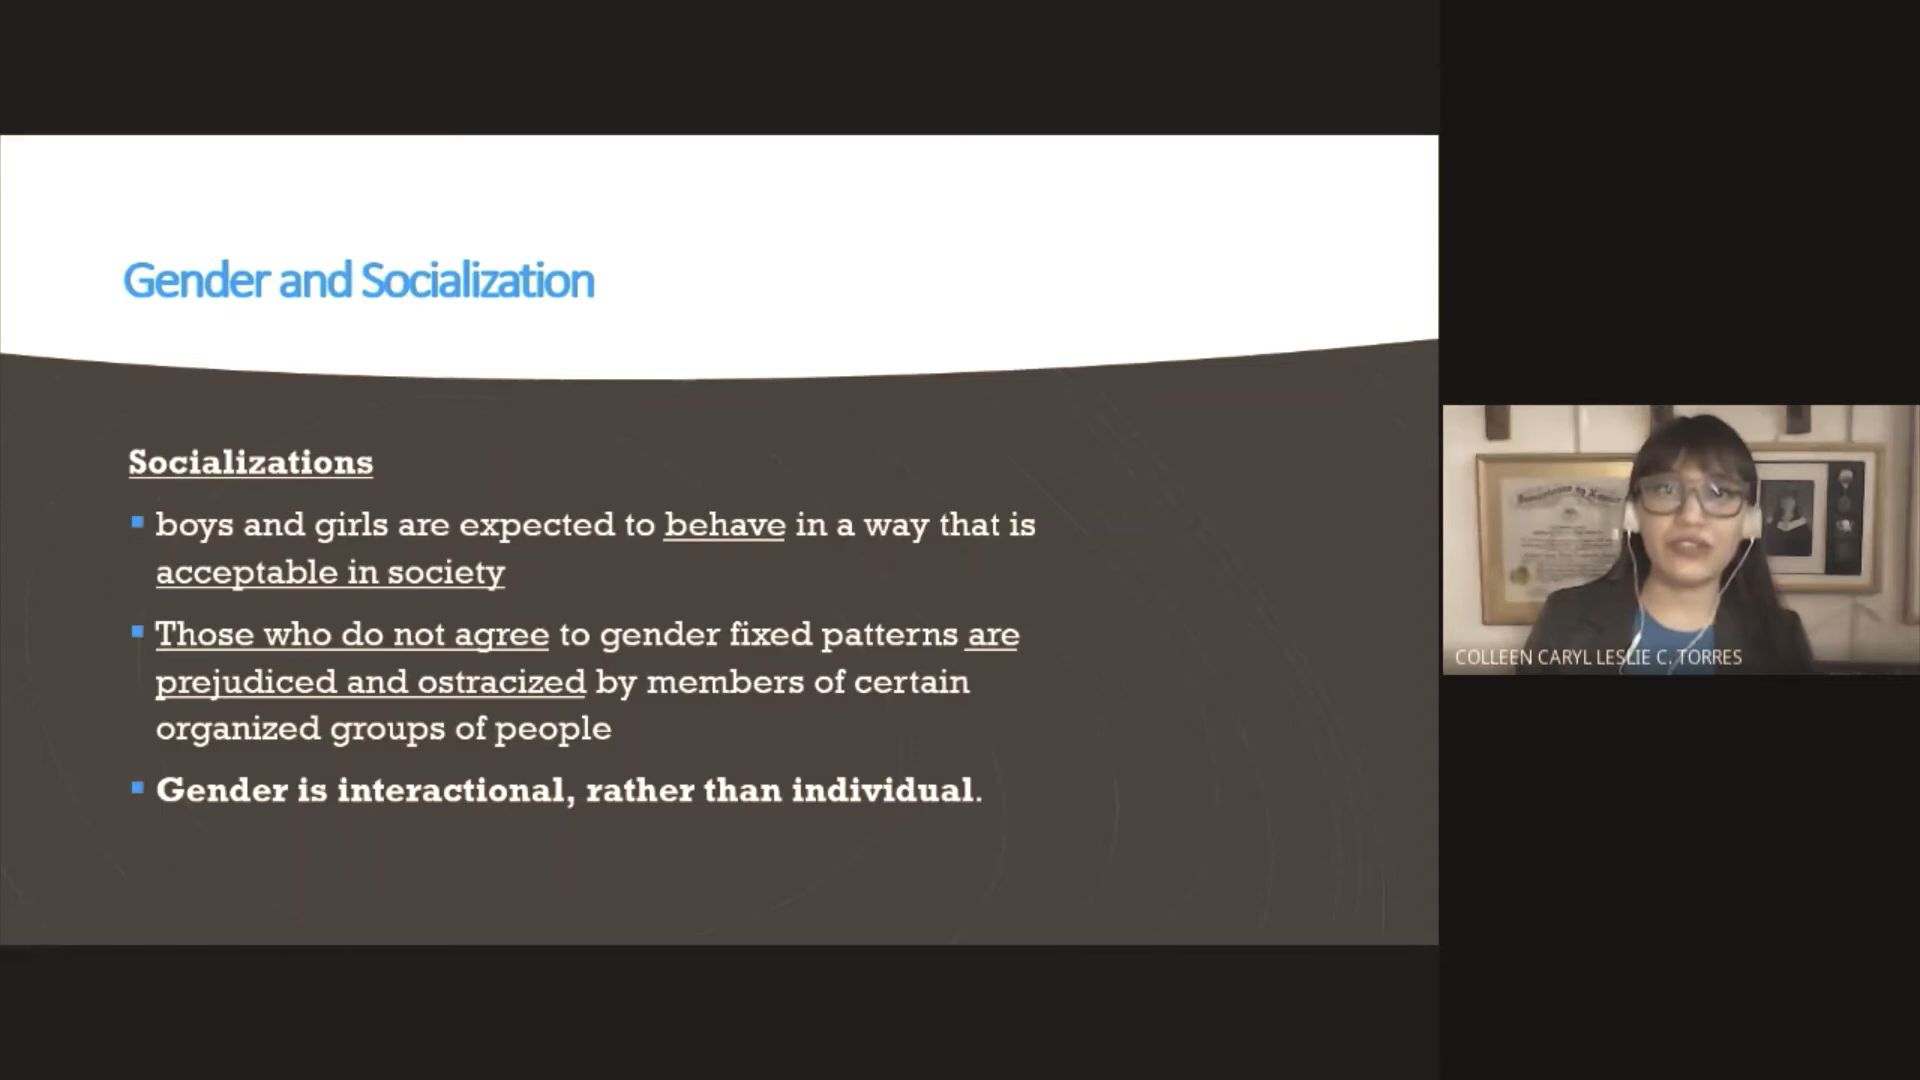 Gender and Socialization
Socializations
boys and girls are expected to behave in a way that is
acceptable in society
Those who do not agree to gender fixed patterns are
prejudiced and ostracized by members of certain
organized groups of people
Gender is interactional, rather than individual.
COLLEEN CARYL LESLIE C. TORRES